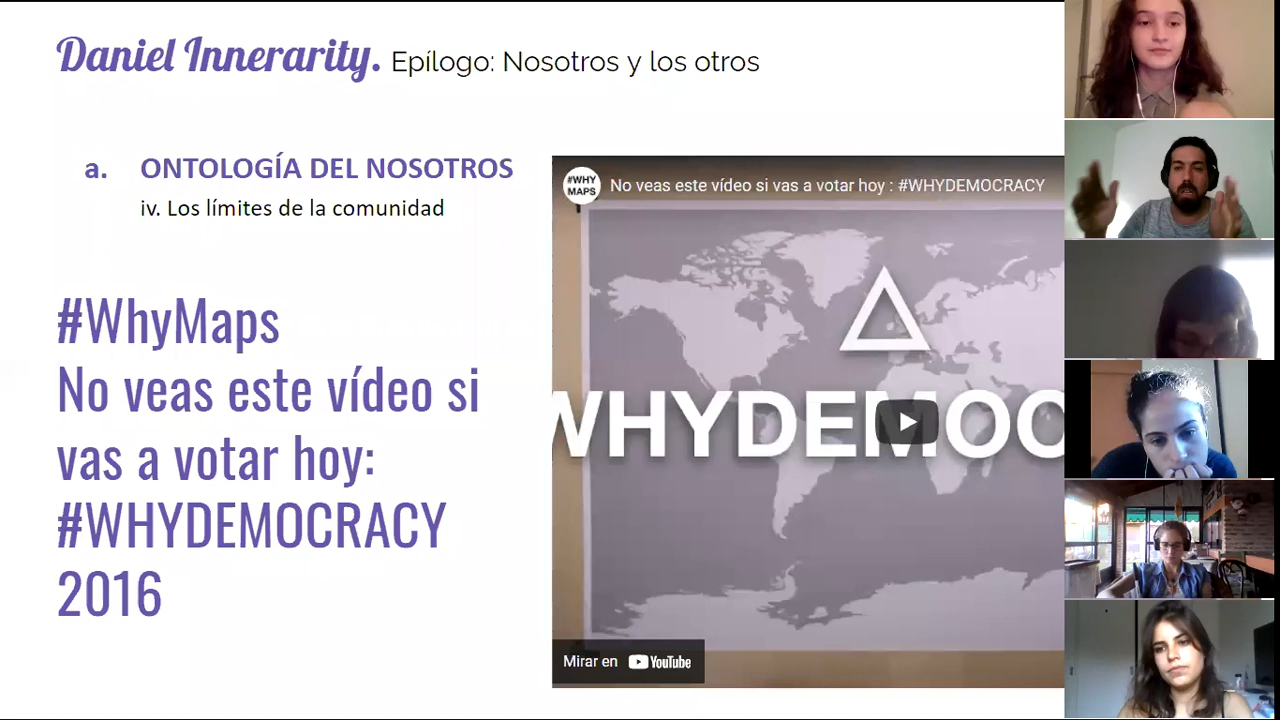 Daniel Innerarity. Epílogo: Nosotros y los otros
a. ONTOLOGÍA DEL NOSOTROS
iv. Los límites de la comunidad
#WhyMaps
No veas este vídeo si
vas a votar hoy:
#WHYDEMOCRACY
2016
#WHY
MAPS
No veas este vídeo si vas a votar hoy : #WHYDEMOCRACY
WHYDEMOC
Mirar en YouTube